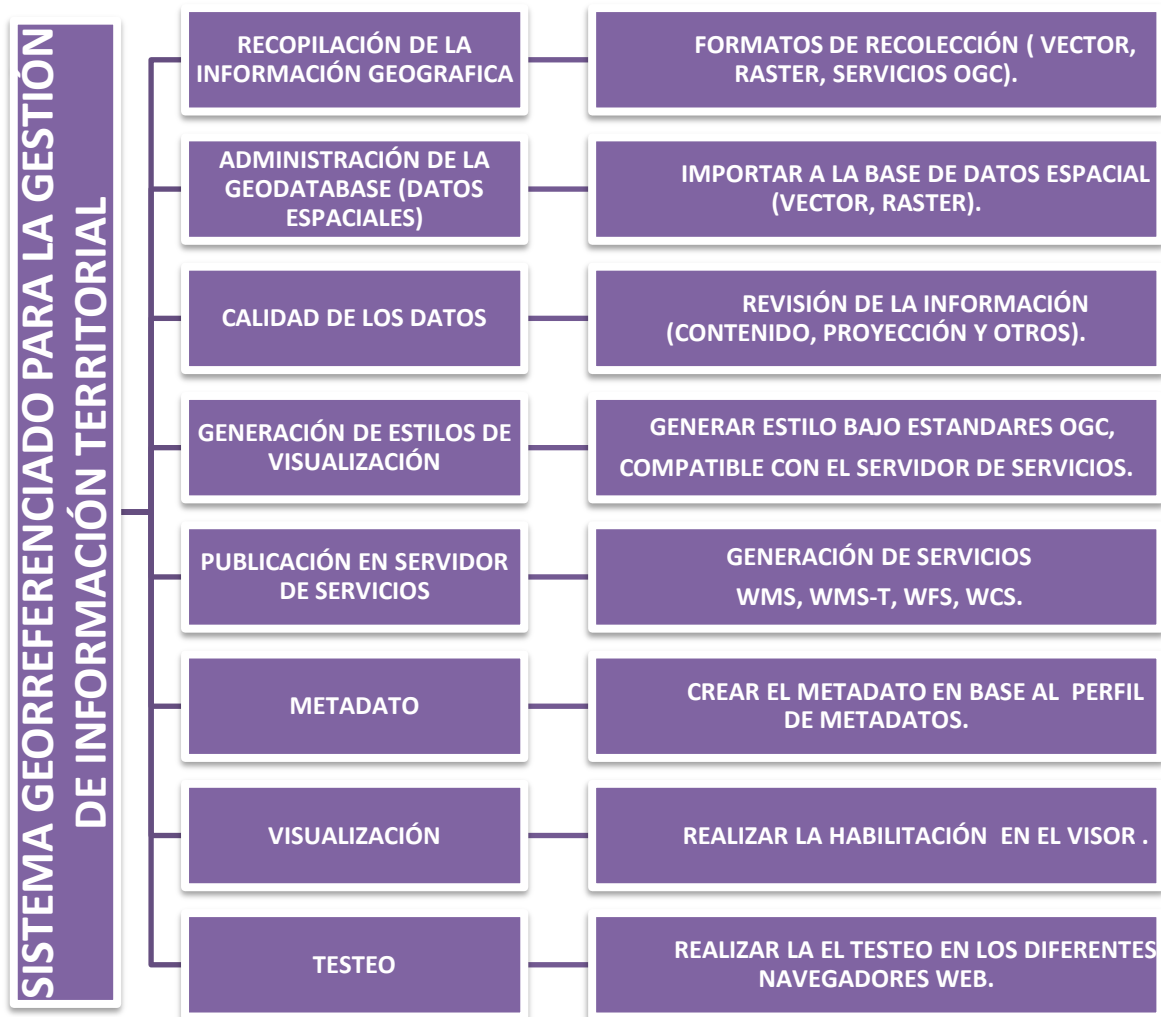 SISTEMA GEORREFERENCIADO PARA LA GESTIÓN
DE INFORMACIÓN TERRITORIAL
RECOPILACIÓN DE LA
INFORMACIÓN GEOGRAFICA
FORMATOS DE RECOLECCIÓN ( VECTOR,
RASTER, SERVICIOS OGC).
ADMINISTRACIÓN DE LA
GEODATABASE (DATOS
ESPACIALES)
IMPORTAR A LA BASE DE DATOS ESPACIAL
(VECTOR, RASTER).
CALIDAD DE LOS DATOS
REVISIÓN DE LA INFORMACIÓN
(CONTENIDO, PROYECCIÓN Y OTROS).
GENERACIÓN DE ESTILOS DE
VISUALIZACIÓN
GENERAR ESTILO BAJO ESTANDARES OGC,
COMPATIBLE CON EL SERVIDOR DE SERVICIOS.
PUBLICACIÓN EN SERVIDOR
DE SERVICIOS
GENERACIÓN DE SERVICIOS
WMS, WMS-T, WFS, WCS.
METADATO
CREAR EL METADATO EN BASE AL  PERFIL
DE METADATOS.
VISUALIZACIÓN
REALIZAR LA HABILITACIÓN  EN EL VISOR .
TESTEO
REALIZAR LA EL TESTEO EN LOS DIFERENTES
NAVEGADORES WEB.